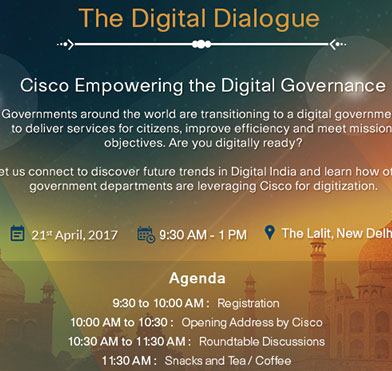 The Digital Dialogue
Cisco Empowering the Digital Governance
Governments around the world are transitioning to a digital governme
to deliver services for citizens, improve efficiency and meet mission
objectives. Are you digitally ready?
et us connect to discover future trends in Digital India and learn how ot
government departments are leveraging Cisco for digitization.
21st April, 2017 9:30 AM - 1 PM The Lalit, New Delh
Agenda
9:30 to 10:00 AM : Registration
10:00 AM to 10:30 : Opening Address by Cisco
10:30 AM to 11:30 AM : Roundtable Discussions
11:30 AM : Snacks and Tea / Coffee